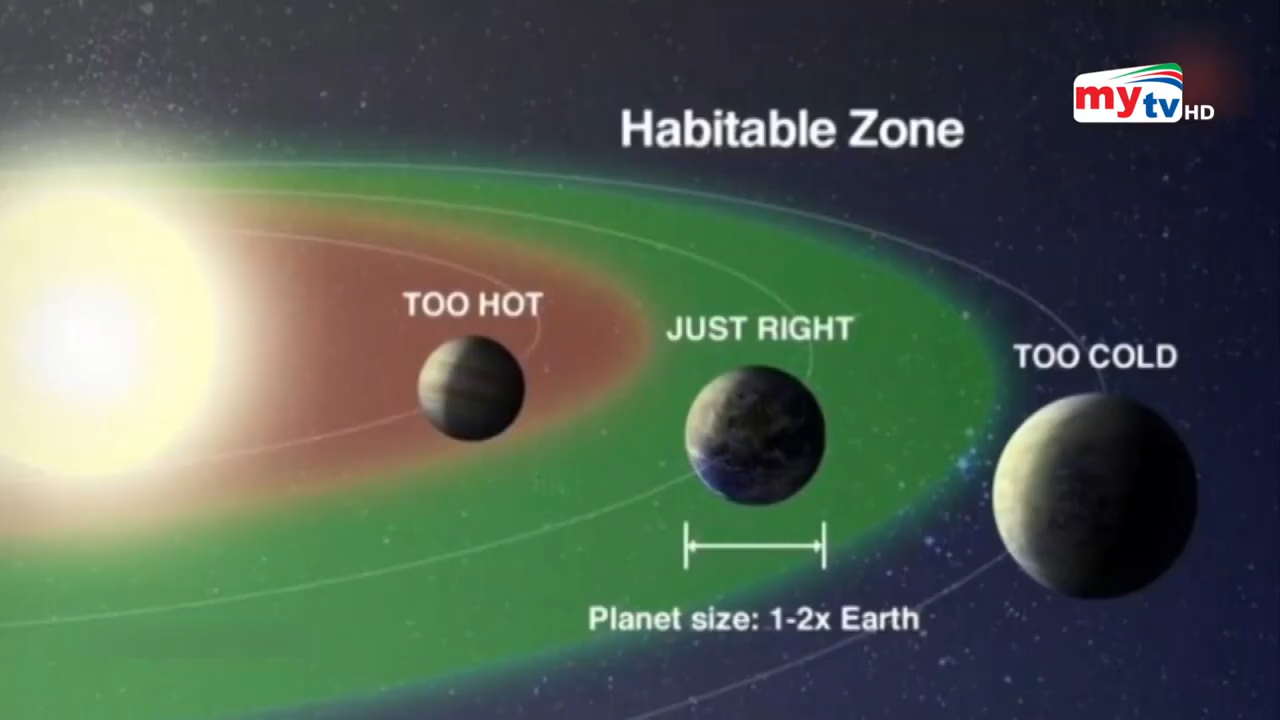 mytv HD
Habitable Zone
TOO HOT
JUST RIGHT
TOO COLD
Planet size: 1-2x Earth